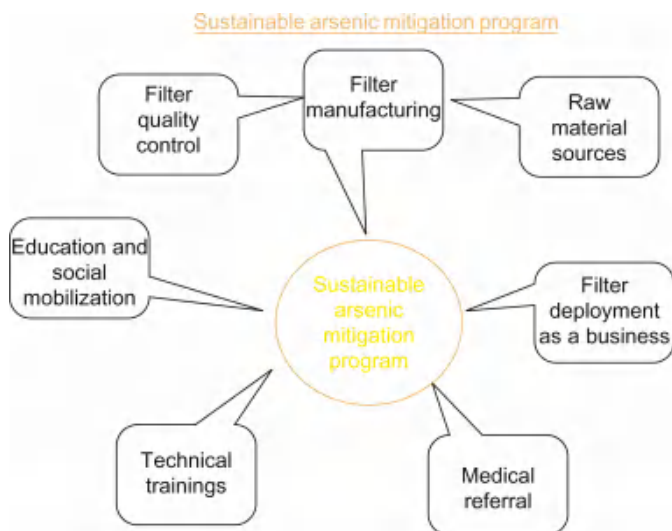 Sustainable arsenic mitigation program
Filter
quality
control
Filter
manufacturing
Raw
material
sources
Education and
social
mobilization
Sustainable
arsenic
mitigation
program
Filter
deployment
as a business
Technical
trainings
Medical
referral